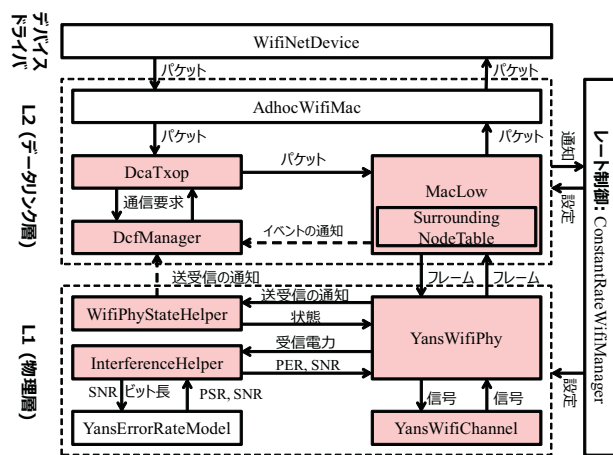 デバイス
ドライバ
WifiNetDevice
パケット
パケット
L2 (データリンク層)
AdhocWifiMac
パケット
パケット
DcaTxop
パケット
MacLow
Surrounding
NodeTable
通信要求
DcfManager
イベントの通知
送受信の通知
フレーム
フレーム
L1 (物理層)
WifiPhyStateHelper
送受信の通知
状態
YansWifiPhy
InterferenceHelper
受信電力
PER, SNR
SNR
ビット長
PSR, SNR
信号
信号
YansErrorRateModel
YansWifiChannel
通知
設定
設定
レート制御: ConstantRateWifiManager